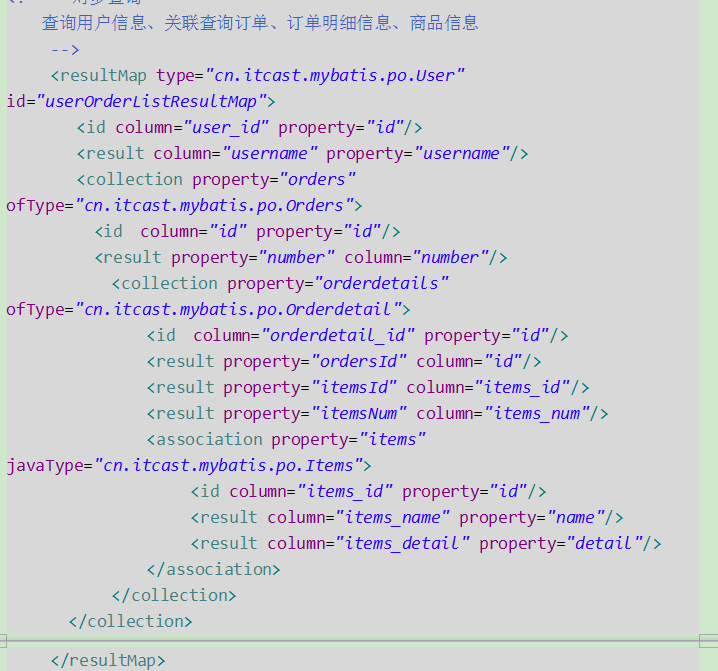 查询用户信息、关联查询订单、订单明细信息、商品信息
-->
<resultMap type="cn.itcast.mybatis.po.User"
id="userOrderListResultMap">
<id column="user_id" property="id"/>
<result column="username" property="username"/>
<collection property="orders"
ofType="cn.itcast.mybatis.po.Orders">
<id  column="id" property="id"/>
<result property="number" column="number"/>
<collection property="orderdetails"
ofType="cn.itcast.mybatis.po.Orderdetail">
<id  column="orderdetail_id" property="id"/>
<result property="ordersId" column="id"/>
<result property="itemsId" column="items_id"/>
<result property="itemsNum" column="items_num"/>
<association property="items"
javaType="cn.itcast.mybatis.po.Items">
<id column="items_id" property="id"/>
<result column="items_name" property="name"/>
<result column="items_detail" property="detail"/>
</association>
</collection>
</collection>
</resultMap>